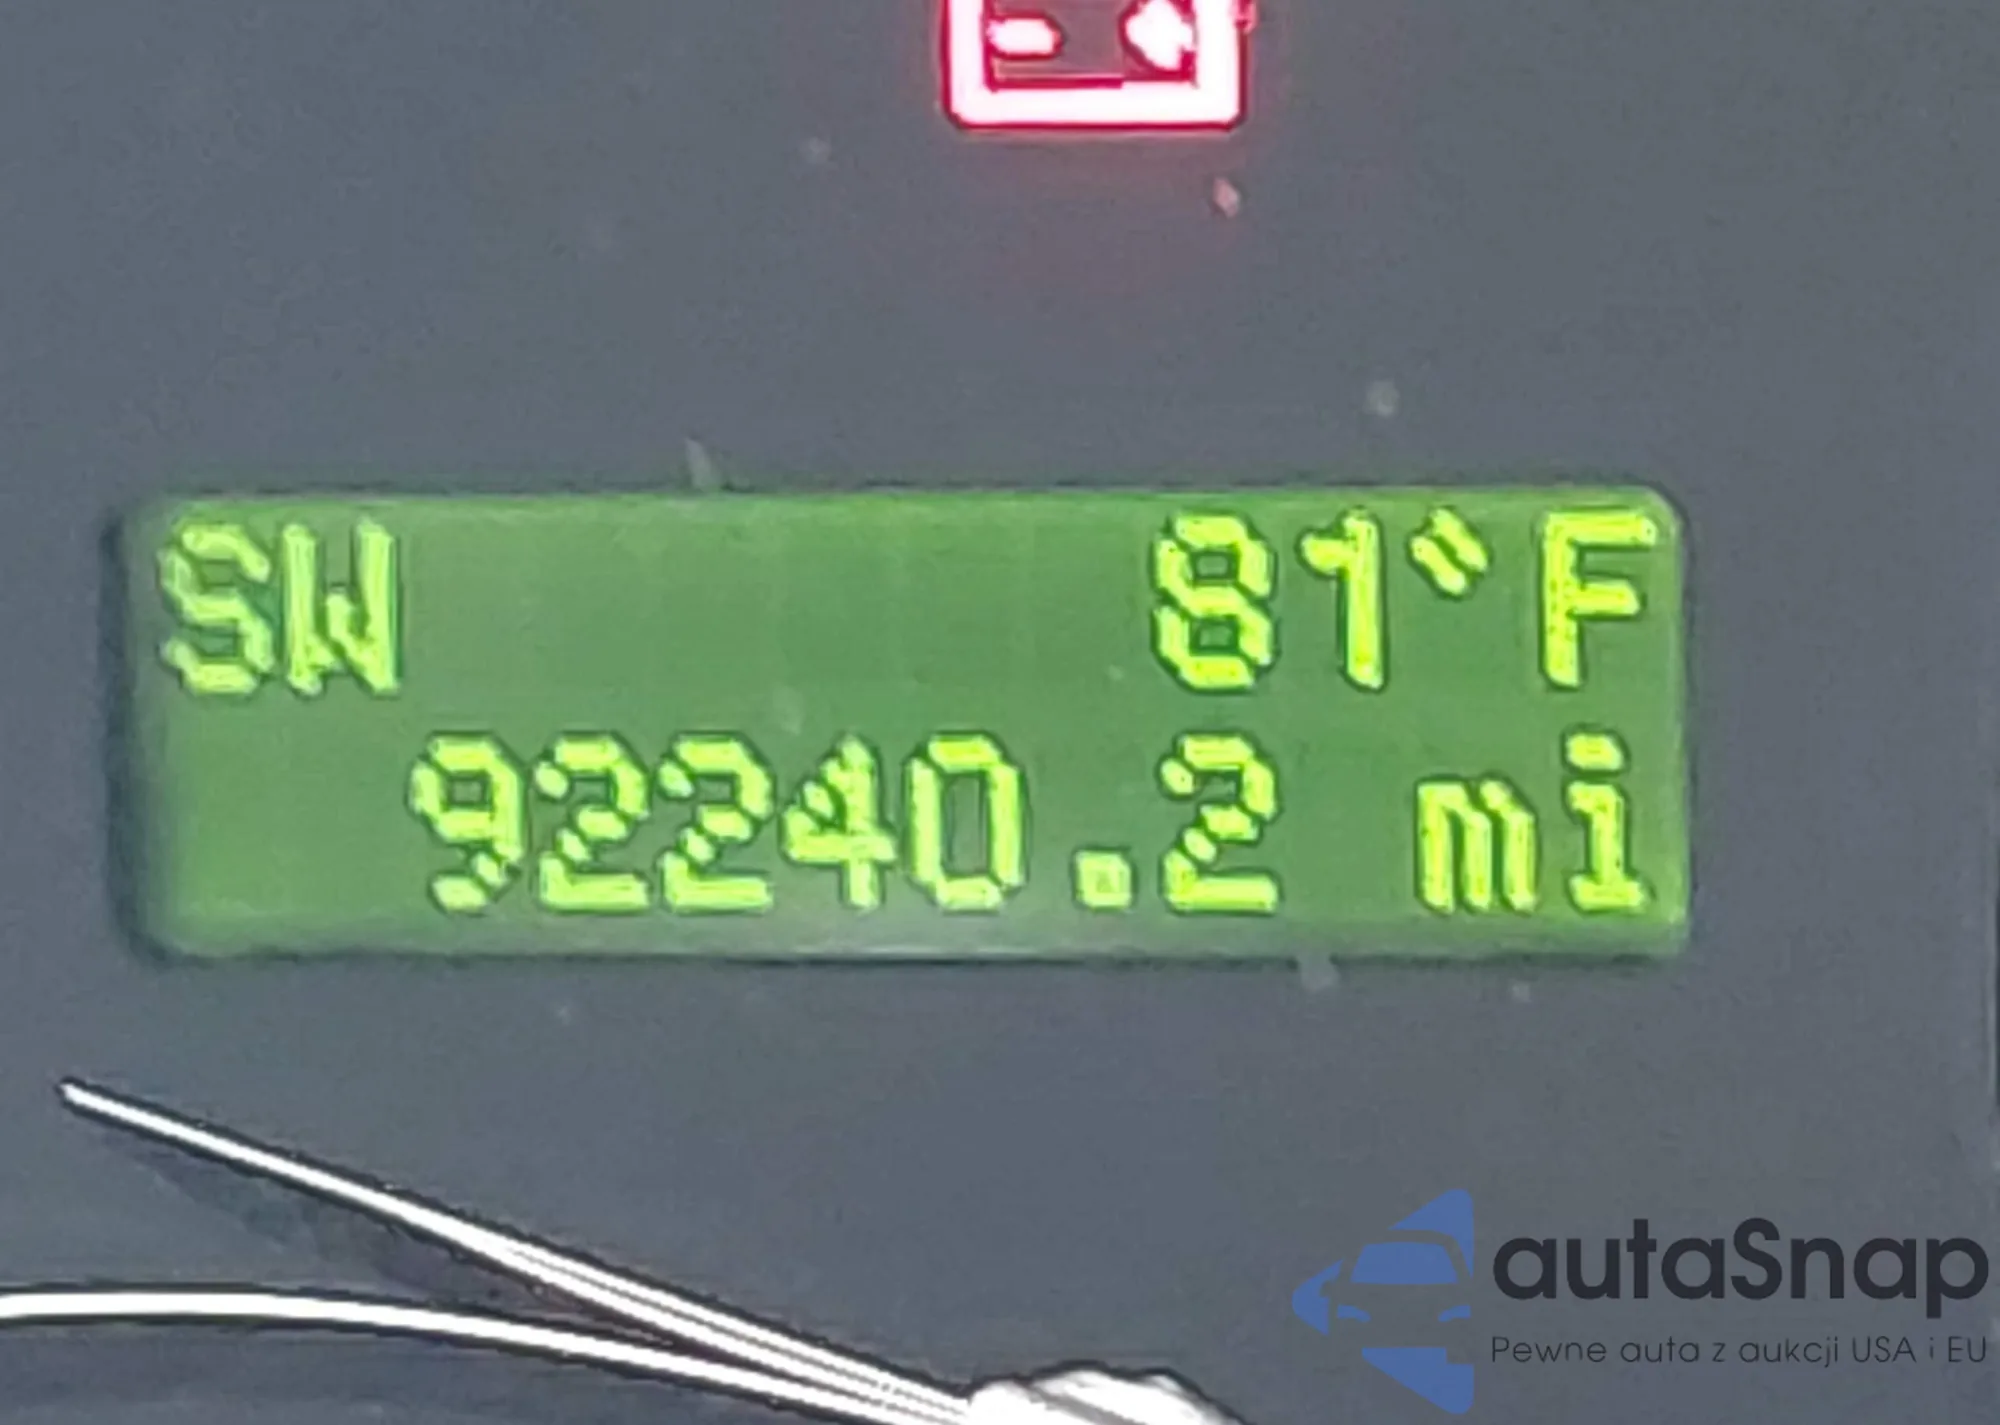 SW 81°F
92240.2 mi
autaSnap
Pewne auta z aukcji USA i EU